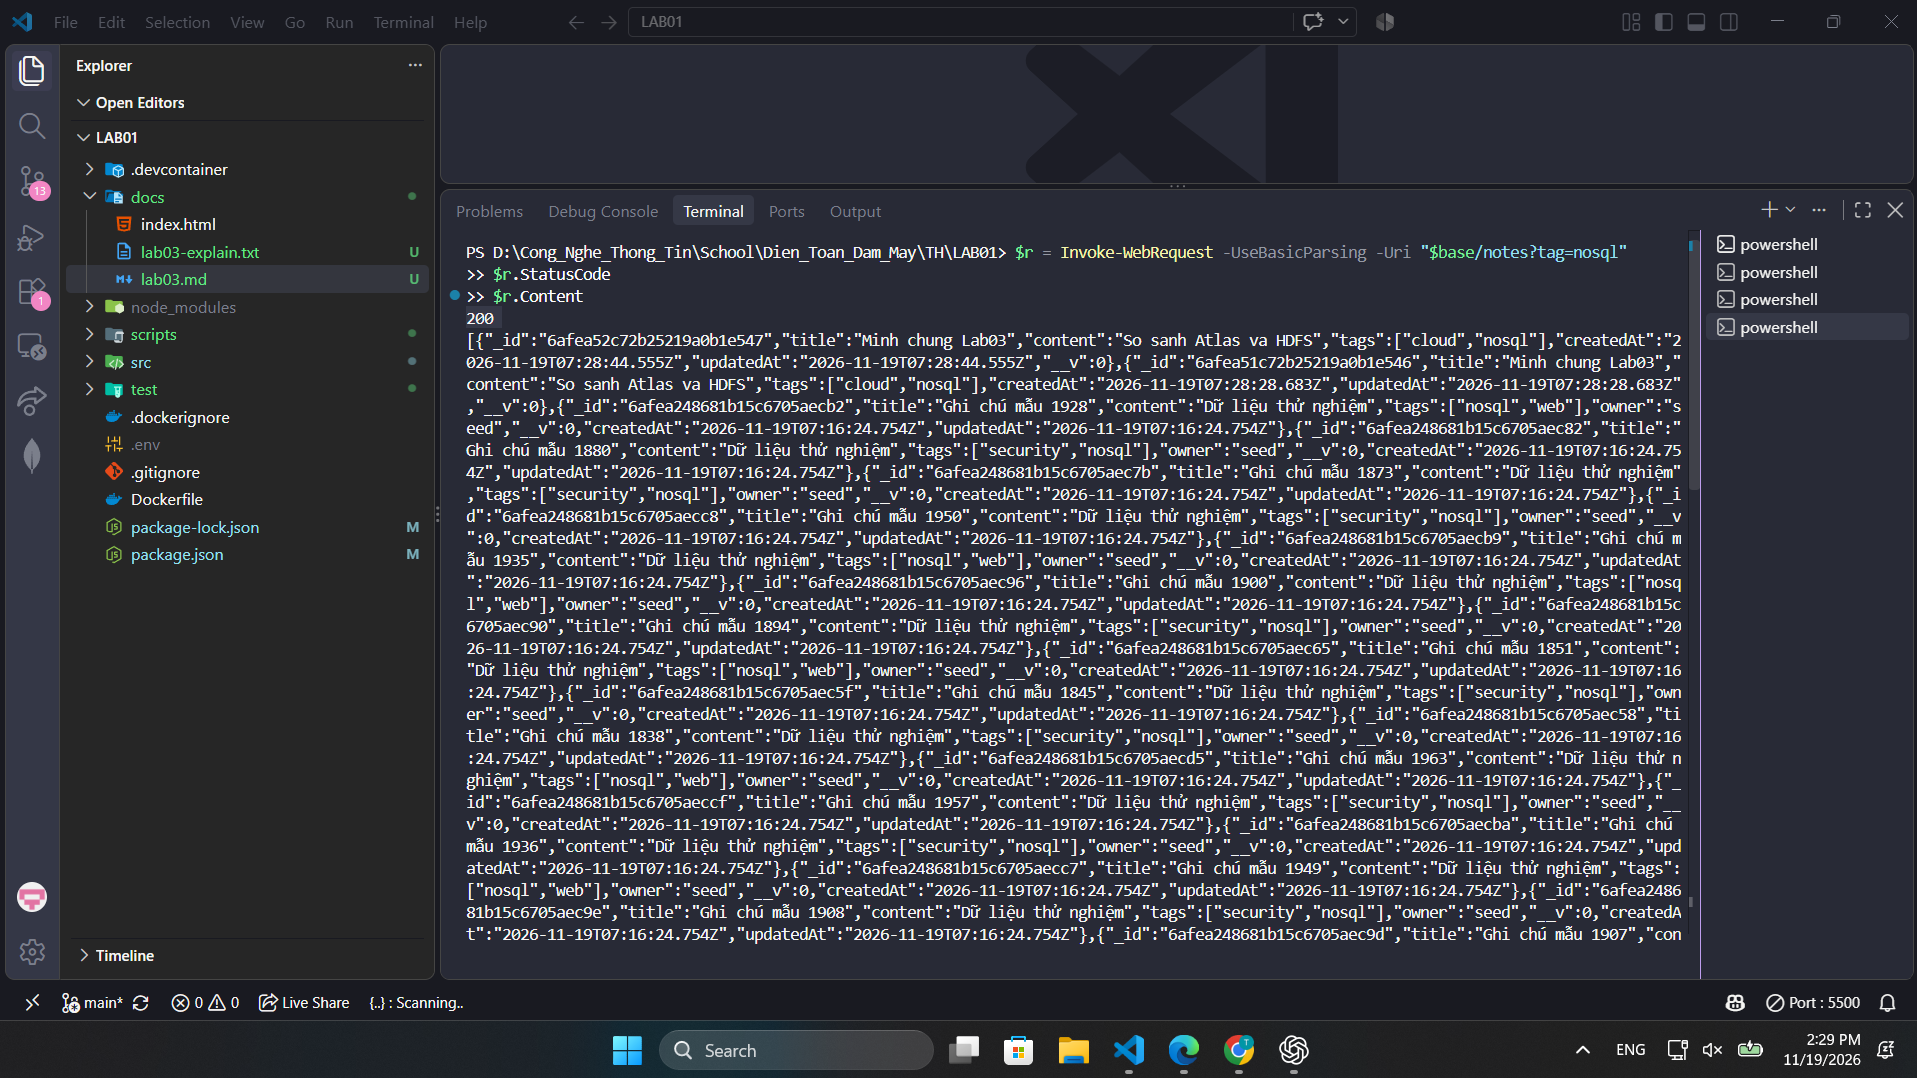 File Edit Selection View Go Run Terminal Help
LAB01
Explorer
Open Editors
LAB01
.devcontainer
docs
index.html
lab03-explain.txt U
lab03.md U
node_modules
scripts
src
test
.dockerignore
.env
.gitignore
Dockerfile
package-lock.json M
package.json M
Timeline
13
1
Problems Debug Console Terminal Ports Output
PS D:\Cong_Nghe_Thong_Tin\School\Dien_Toan_Dam_May\TH\LAB01> $r = Invoke-WebRequest -UseBasicParsing -Uri "$base/notes?tag=nosql"
>> $r.StatusCode
>> $r.Content
200
[{"_id":"6afea52c72b25219a0b1e547","title":"Minh chung Lab03","content":"So sanh Atlas va HDFS","tags":["cloud","nosql"],"createdAt":"2
026-11-19T07:28:44.555Z","updatedAt":"2026-11-19T07:28:44.555Z","__v":0},{"_id":"6afea51c72b25219a0b1e546","title":"Minh chung Lab03","
content":"So sanh Atlas va HDFS","tags":["cloud","nosql"],"createdAt":"2026-11-19T07:28:28.683Z","updatedAt":"2026-11-19T07:28:28.683Z"
,"__v":0},{"_id":"6afea248681b15c6705aecb2","title":"Ghi chú mẫu 1928","content":"Dữ liệu thử nghiệm","tags":["nosql","web"],"owner":"s
eed","__v":0,"createdAt":"2026-11-19T07:16:24.754Z","updatedAt":"2026-11-19T07:16:24.754Z"},{"_id":"6afea248681b15c6705aec82","title":"
Ghi chú mẫu 1880","content":"Dữ liệu thử nghiệm","tags":["security","nosql"],"owner":"seed","__v":0,"createdAt":"2026-11-19T07:16:24.75
4Z","updatedAt":"2026-11-19T07:16:24.754Z"},{"_id":"6afea248681b15c6705aec7b","title":"Ghi chú mẫu 1873","content":"Dữ liệu thử nghiệm"
,"tags":["security","nosql"],"owner":"seed","__v":0,"createdAt":"2026-11-19T07:16:24.754Z","updatedAt":"2026-11-19T07:16:24.754Z"},{"_i
d":"6afea248681b15c6705aecc8","title":"Ghi chú mẫu 1950","content":"Dữ liệu thử nghiệm","tags":["security","nosql"],"owner":"seed","__v
":0,"createdAt":"2026-11-19T07:16:24.754Z","updatedAt":"2026-11-19T07:16:24.754Z"},{"_id":"6afea248681b15c6705aecb9","title":"Ghi chú m
ẫu 1935","content":"Dữ liệu thử nghiệm","tags":["nosql","web"],"owner":"seed","__v":0,"createdAt":"2026-11-19T07:16:24.754Z","updatedAt
":"2026-11-19T07:16:24.754Z"},{"_id":"6afea248681b15c6705aec96","title":"Ghi chú mẫu 1900","content":"Dữ liệu thử nghiệm","tags":["nosq
l","web"],"owner":"seed","__v":0,"createdAt":"2026-11-19T07:16:24.754Z","updatedAt":"2026-11-19T07:16:24.754Z"},{"_id":"6afea248681b15c
6705aec90","title":"Ghi chú mẫu 1894","content":"Dữ liệu thử nghiệm","tags":["security","nosql"],"owner":"seed","__v":0,"createdAt":"20
26-11-19T07:16:24.754Z","updatedAt":"2026-11-19T07:16:24.754Z"},{"_id":"6afea248681b15c6705aec65","title":"Ghi chú mẫu 1851","content":
"Dữ liệu thử nghiệm","tags":["nosql","web"],"owner":"seed","__v":0,"createdAt":"2026-11-19T07:16:24.754Z","updatedAt":"2026-11-19T07:16
:24.754Z"},{"_id":"6afea248681b15c6705aec5f","title":"Ghi chú mẫu 1845","content":"Dữ liệu thử nghiệm","tags":["security","nosql"],"own
er":"seed","__v":0,"createdAt":"2026-11-19T07:16:24.754Z","updatedAt":"2026-11-19T07:16:24.754Z"},{"_id":"6afea248681b15c6705aec58","ti
tle":"Ghi chú mẫu 1838","content":"Dữ liệu thử nghiệm","tags":["security","nosql"],"owner":"seed","__v":0,"createdAt":"2026-11-19T07:16
:24.754Z","updatedAt":"2026-11-19T07:16:24.754Z"},{"_id":"6afea248681b15c6705aecd5","title":"Ghi chú mẫu 1963","content":"Dữ liệu thử n
ghiệm","tags":["nosql","web"],"owner":"seed","__v":0,"createdAt":"2026-11-19T07:16:24.754Z","updatedAt":"2026-11-19T07:16:24.754Z"},{"_
id":"6afea248681b15c6705aeccf","title":"Ghi chú mẫu 1957","content":"Dữ liệu thử nghiệm","tags":["security","nosql"],"owner":"seed","__
v":0,"createdAt":"2026-11-19T07:16:24.754Z","updatedAt":"2026-11-19T07:16:24.754Z"},{"_id":"6afea248681b15c6705aecba","title":"Ghi chú
mẫu 1936","content":"Dữ liệu thử nghiệm","tags":["security","nosql"],"owner":"seed","__v":0,"createdAt":"2026-11-19T07:16:24.754Z","upd
atedAt":"2026-11-19T07:16:24.754Z"},{"_id":"6afea248681b15c6705aecc7","title":"Ghi chú mẫu 1949","content":"Dữ liệu thử nghiệm","tags":
["nosql","web"],"owner":"seed","__v":0,"createdAt":"2026-11-19T07:16:24.754Z","updatedAt":"2026-11-19T07:16:24.754Z"},{"_id":"6afea2486
81b15c6705aec9e","title":"Ghi chú mẫu 1908","content":"Dữ liệu thử nghiệm","tags":["security","nosql"],"owner":"seed","__v":0,"createdA
t":"2026-11-19T07:16:24.754Z","updatedAt":"2026-11-19T07:16:24.754Z"},{"_id":"6afea248681b15c6705aec9d","title":"Ghi chú mẫu 1907","con
powershell
powershell
powershell
powershell
main* 0 0 Live Share {..} : Scanning.. Port : 5500
Search
ENG
2:29 PM
11/19/2026